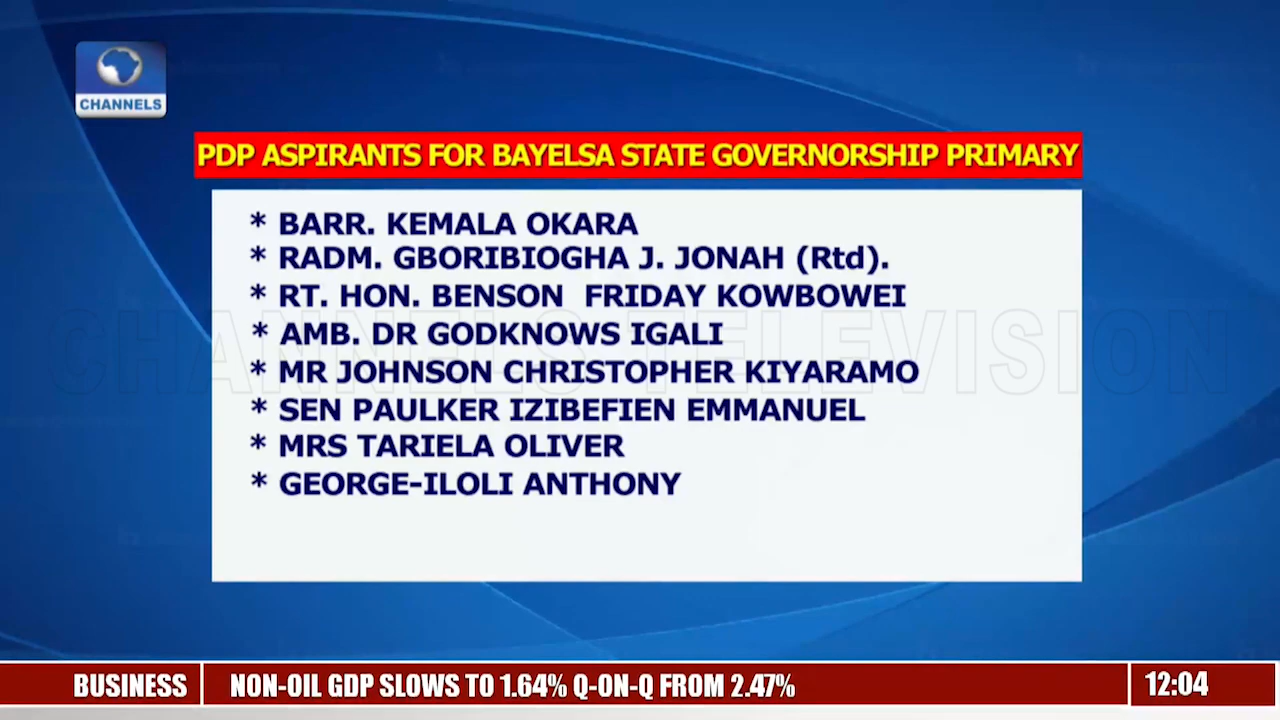 CHANNELS
PDP ASPIRANTS FOR BAYELSA STATE GOVERNORSHIP PRIMARY
* BARR. KEMALA OKARA
* RADM. GBORIBIOGHA J. JONAH (Rtd).
* RT. HON. BENSON FRIDAY KOWBOWEI
* AMB. DR GODKNOWS IGALI
CHANNELS TELEVISION
* MR JOHNSON CHRISTOPHER KIYARAMO
* SEN PAULKER IZIBEFIEN EMMANUEL
* MRS TARIELA OLIVER
* GEORGE-ILOLI ANTHONY
BUSINESS NON-OIL GDP SLOWS TO 1.64% Q-ON-Q FROM 2.47% 12:04